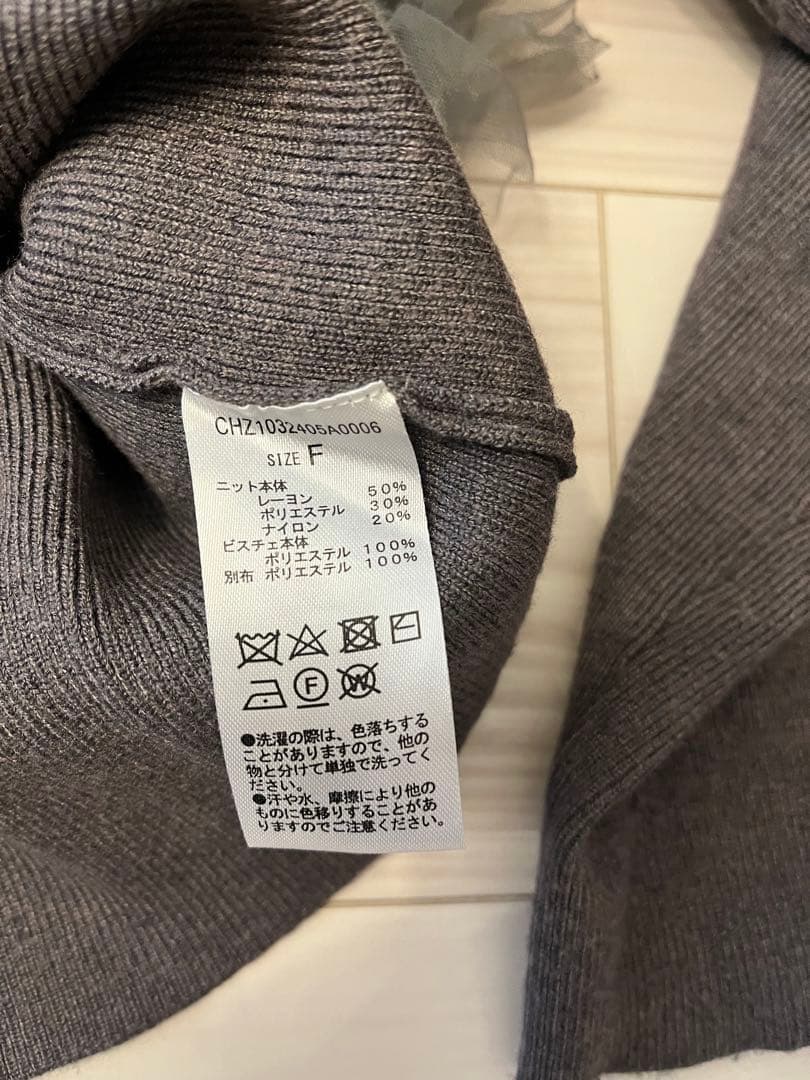 CHZ1032405A0006
SIZE F
ニット本体
レーヨン 50%
ポリエステル 30%
ナイロン 20%
ビスチェ本体
ポリエステル 100%
別布 ポリエステル 100%
F W
●洗濯の際は、色落ちする
ことがありますので、他の
物と分けて単独で洗ってく
ださい。
●汗や水、摩擦により他の
ものに色移りすることがあ
りますのでご注意ください。